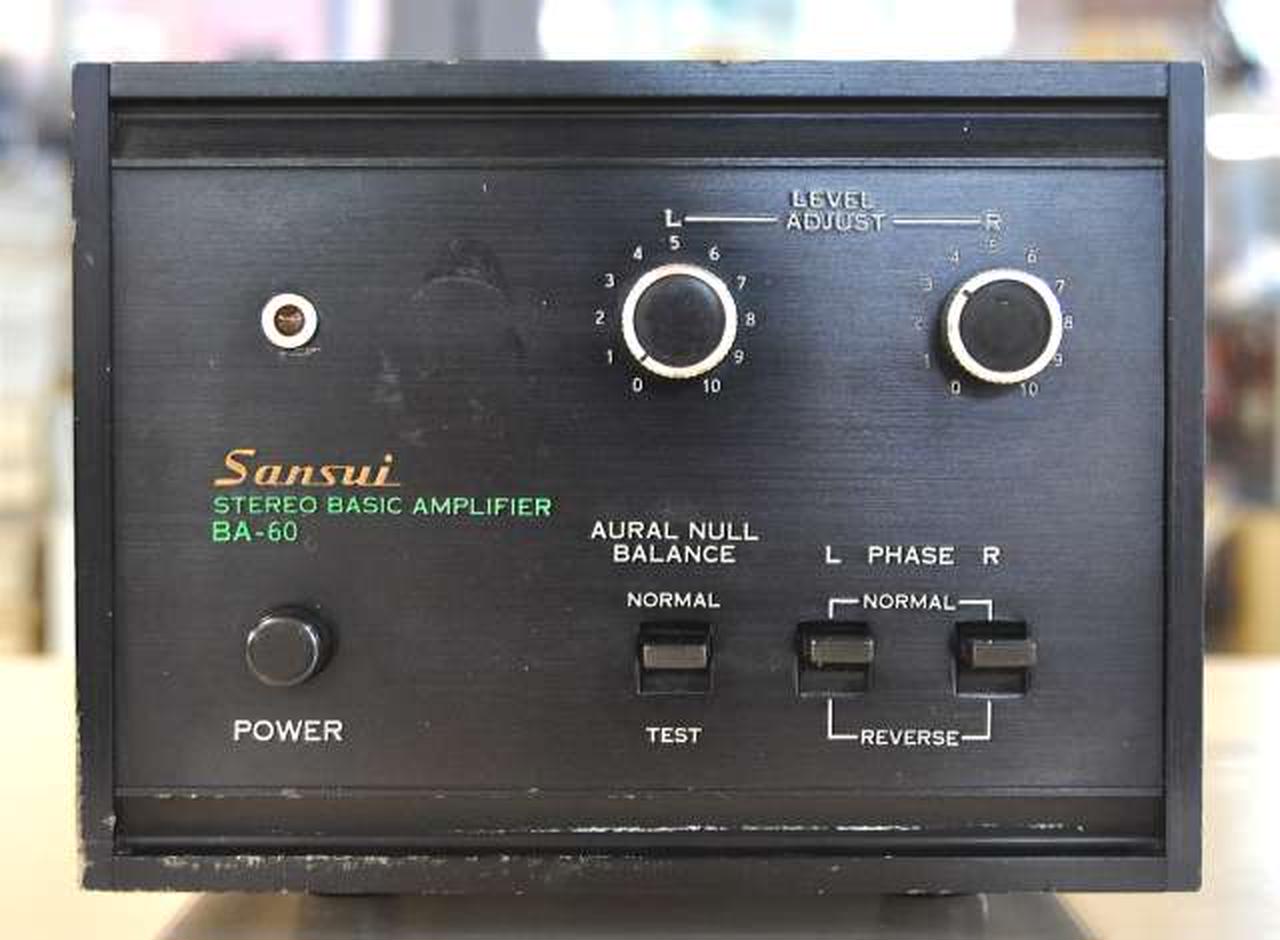 LEVEL
L ADJUST R
0 1 2 3 4 5 6 7 8 9 10
0 1 2 3 4 5 6 7 8 9 10
Sansui
STEREO BASIC AMPLIFIER
BA-60
AURAL NULL
BALANCE
L PHASE R
NORMAL
NORMAL
POWER
TEST
REVERSE